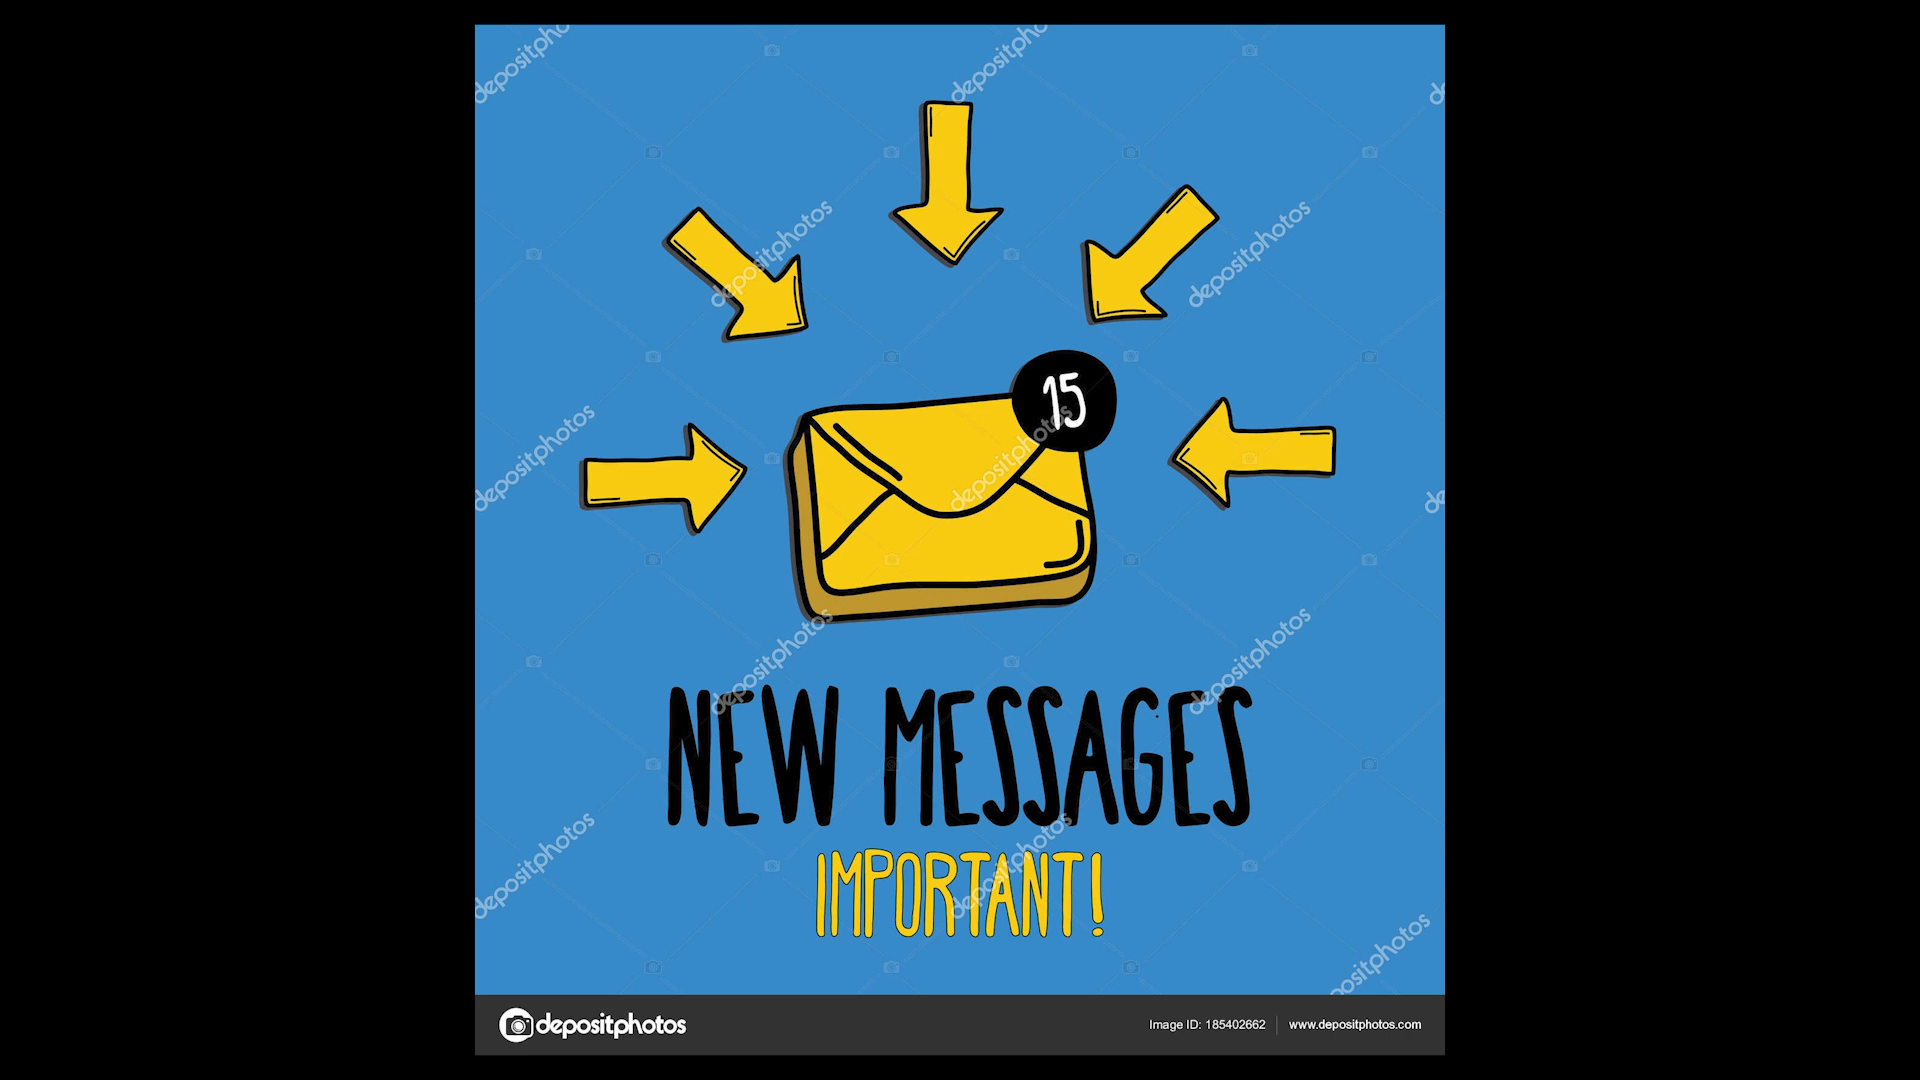 15
NEW MESSAGES
IMPORTANT!
depositphotos
Image ID: 185402662
www.depositphotos.com